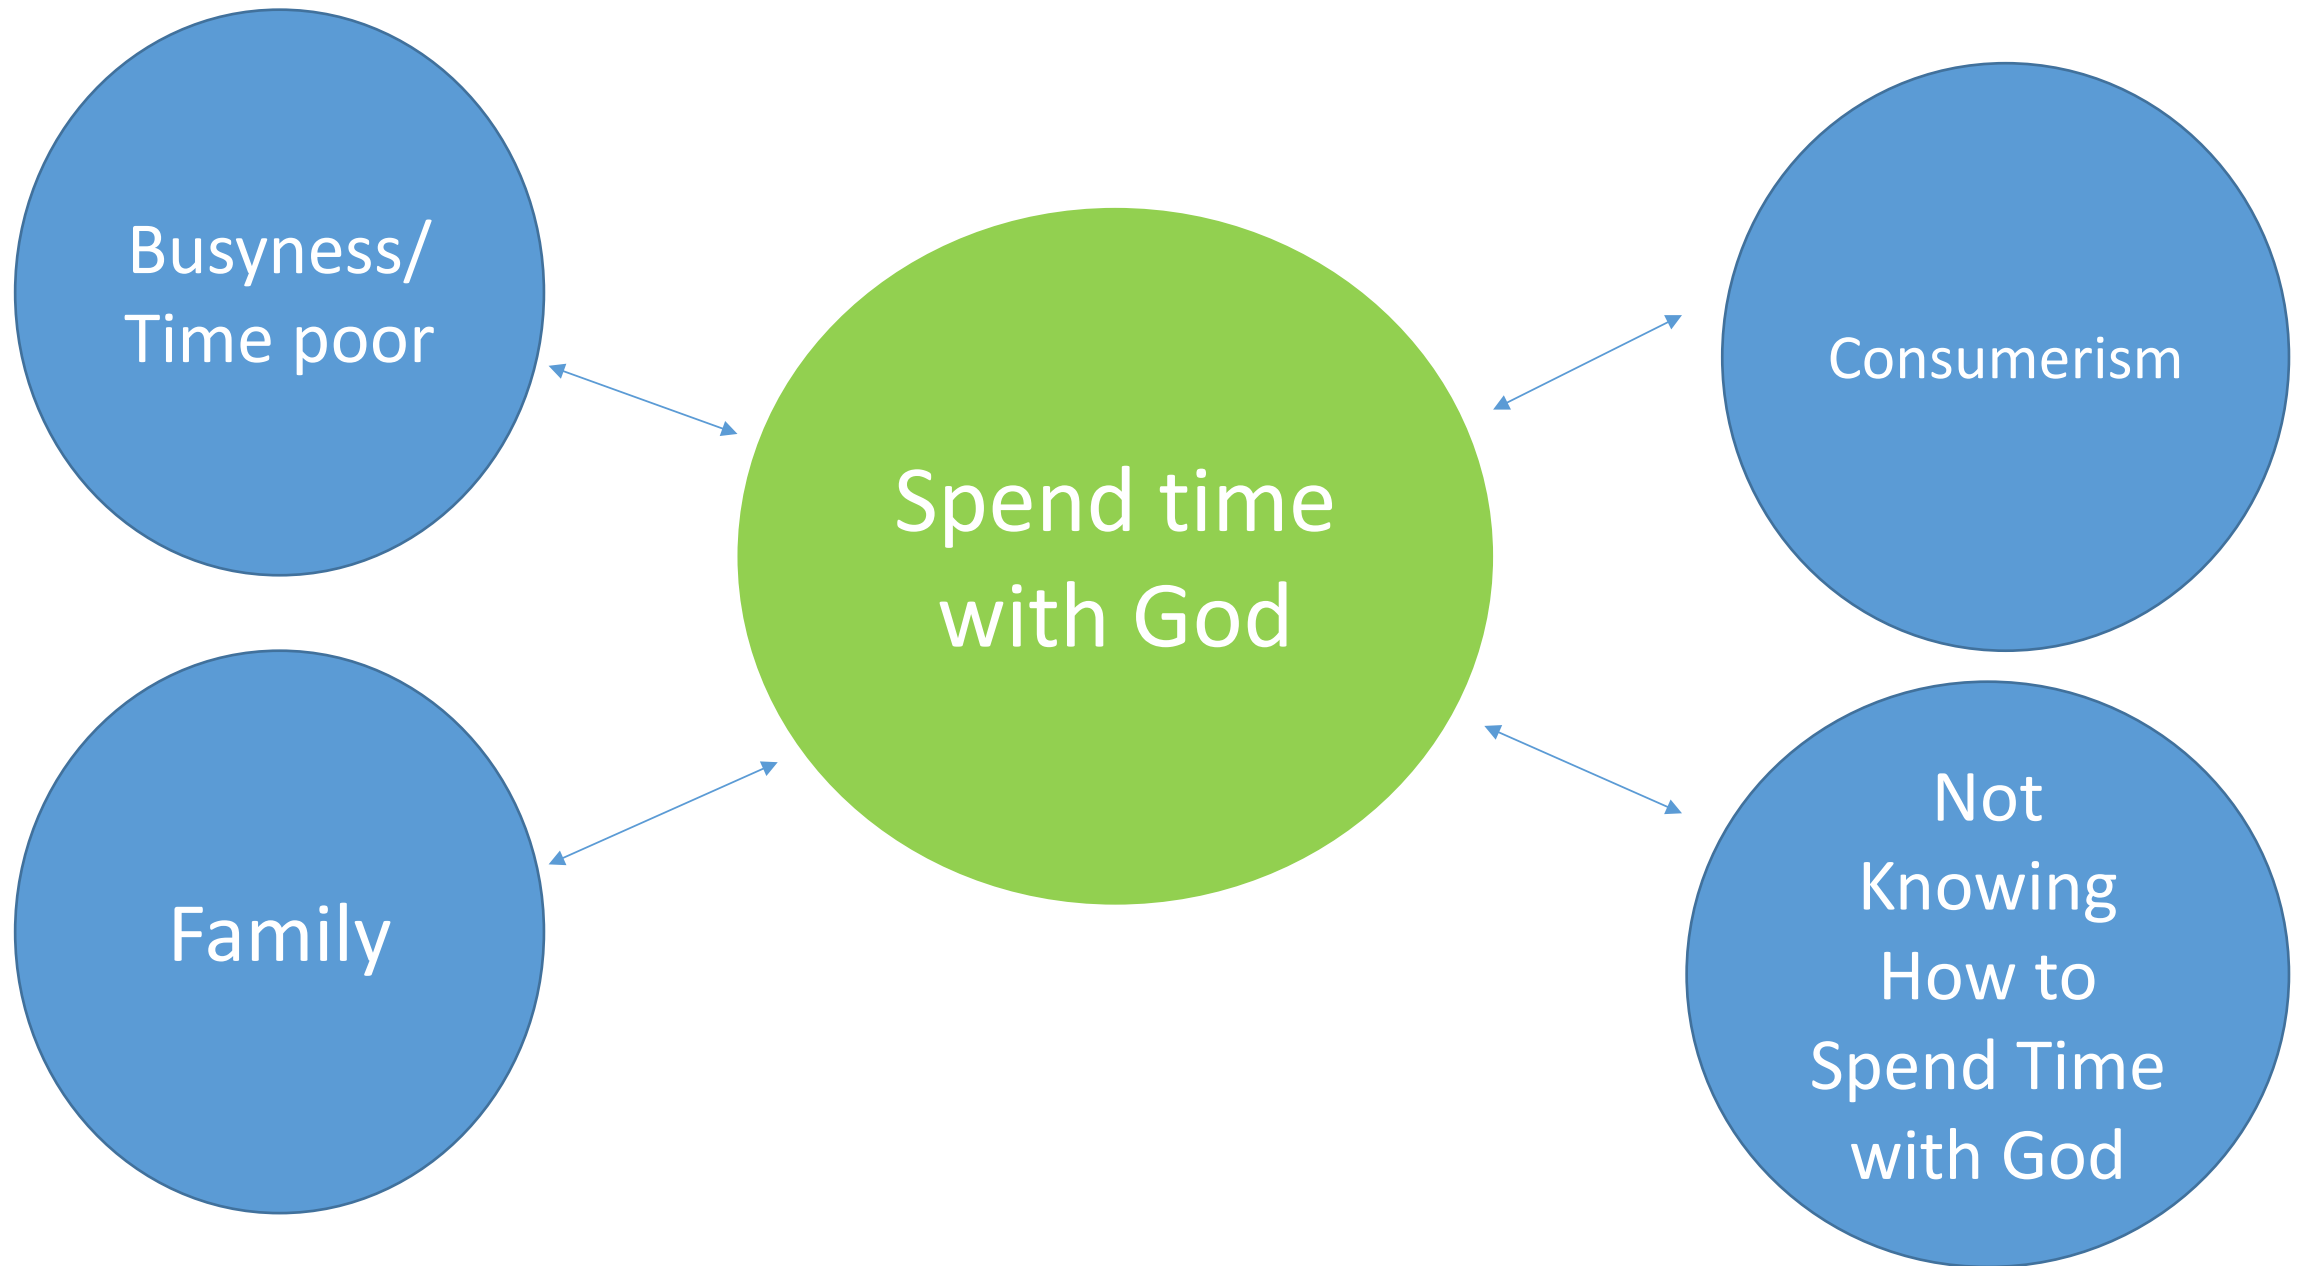 Busyness/
Time poor
Consumerism
Spend time
with God
Family
Not
Knowing
How to
Spend Time
with God